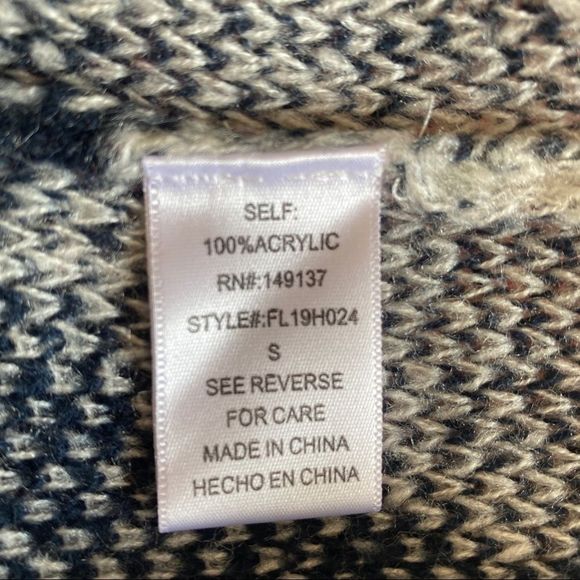 SELF:
100%ACRYLIC
RN#:149137
STYLE#:FL19H024
S
SEE REVERSE
FOR CARE
MADE IN CHINA
HECHO EN CHINA